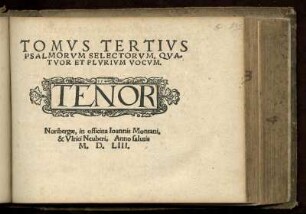 TOMVS TERTIVS
PSALMORVM SELECTORVM, QVA-
TVOR ET PLVRIVM VOCVM.
TENOR
Noribergæ, in officina Ioannis Montani,
& Vlrici Neuberi, Anno salutis
M. D. LIII.